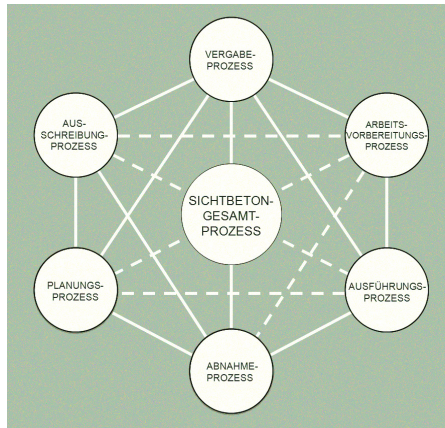 VERGABE-
PROZESS
AUS-
SCHREIBUNG-
PROZESS
ARBEITS-
VORBEREITUNGS-
PROZESS
SICHTBETON-
GESAMT-
PROZESS
PLANUNGS-
PROZESS
AUSFÜHRUNGS-
PROZESS
ABNAHME-
PROZESS